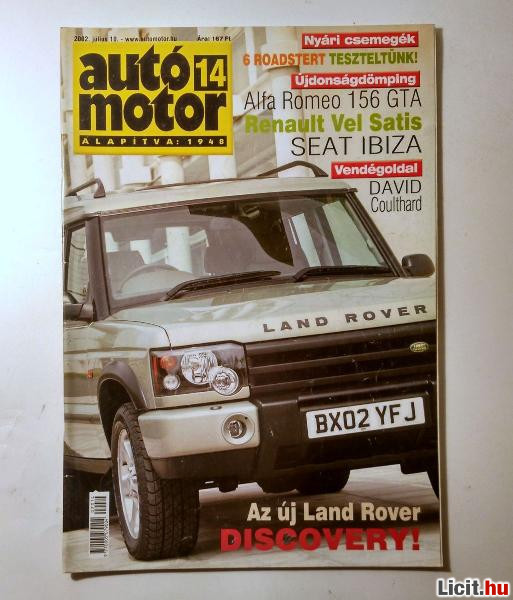 2002. július 10. - www.automotor.hu Ára: 167 Ft
autó 14
motor
ALAPÍTVA: 1948
Nyári csemegék
6 ROADSTERT TESZTELTÜNK!
Újdonságdömping
Alfa Romeo 156 GTA
Renault Vel Satis
SEAT IBIZA
Vendégoldal
DAVID
Coulthard
LAND ROVER
BX02 YFJ
Az új Land Rover
DISCOVERY!
Licit.hu